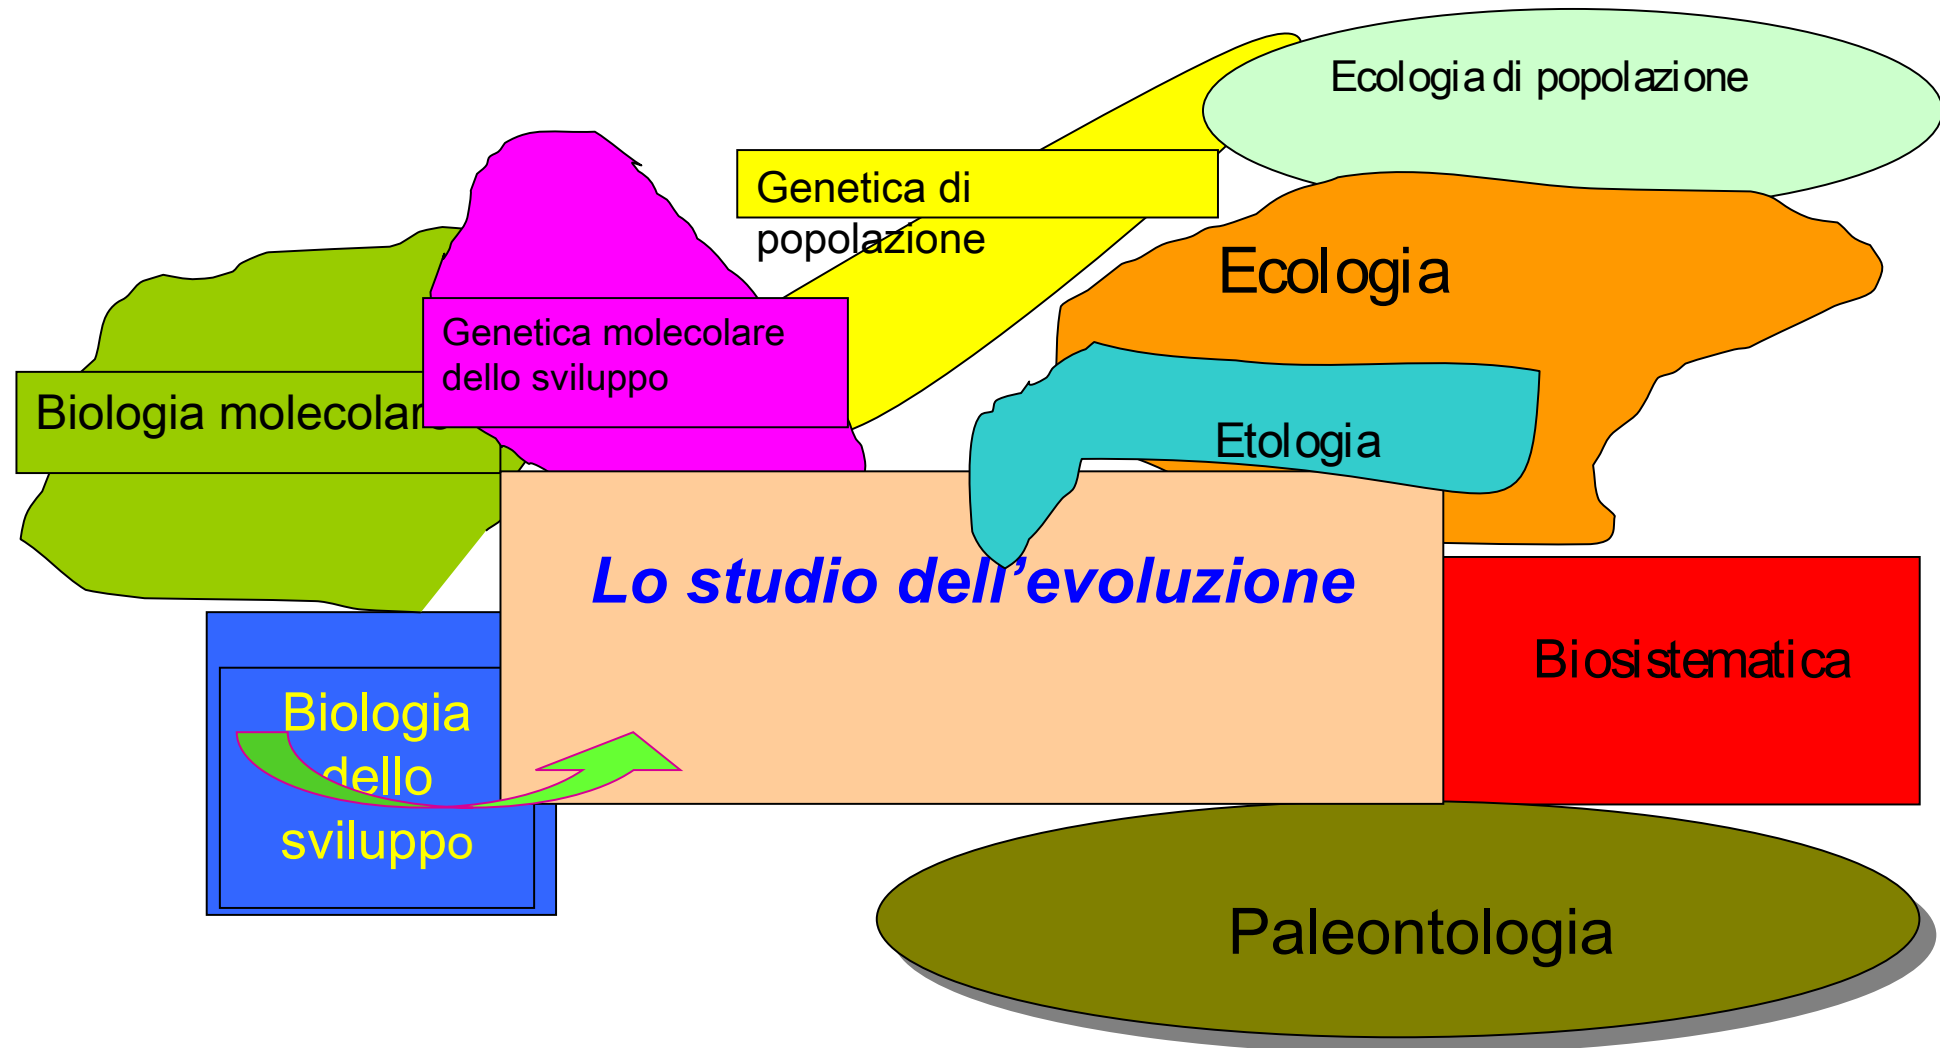 Ecologia di popolazione
Genetica di
popolazione
Ecologia
Genetica molecolare
dello sviluppo
Biologia molecolare
Etologia
Lo studio dell’evoluzione
Biosistematica
Biologia
dello
sviluppo
Paleontologia